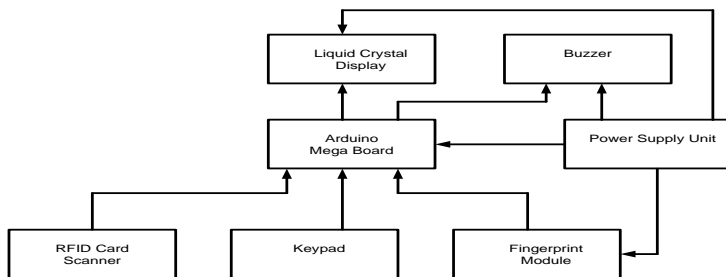 Liquid Crystal
Display
Buzzer
Arduino
Mega Board
Power Supply Unit
RFID Card
Scanner
Keypad
Fingerprint
Module